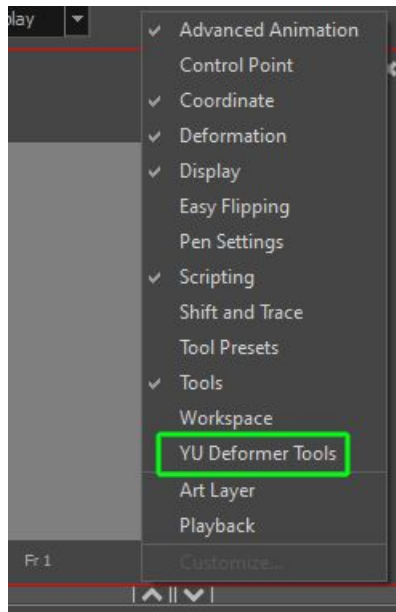 play
Advanced Animation
Control Point
Coordinate
Deformation
Display
Easy Flipping
Pen Settings
Scripting
Shift and Trace
Tool Presets
Tools
Workspace
YU Deformer Tools
Art Layer
Playback
Customize...
Fr 1